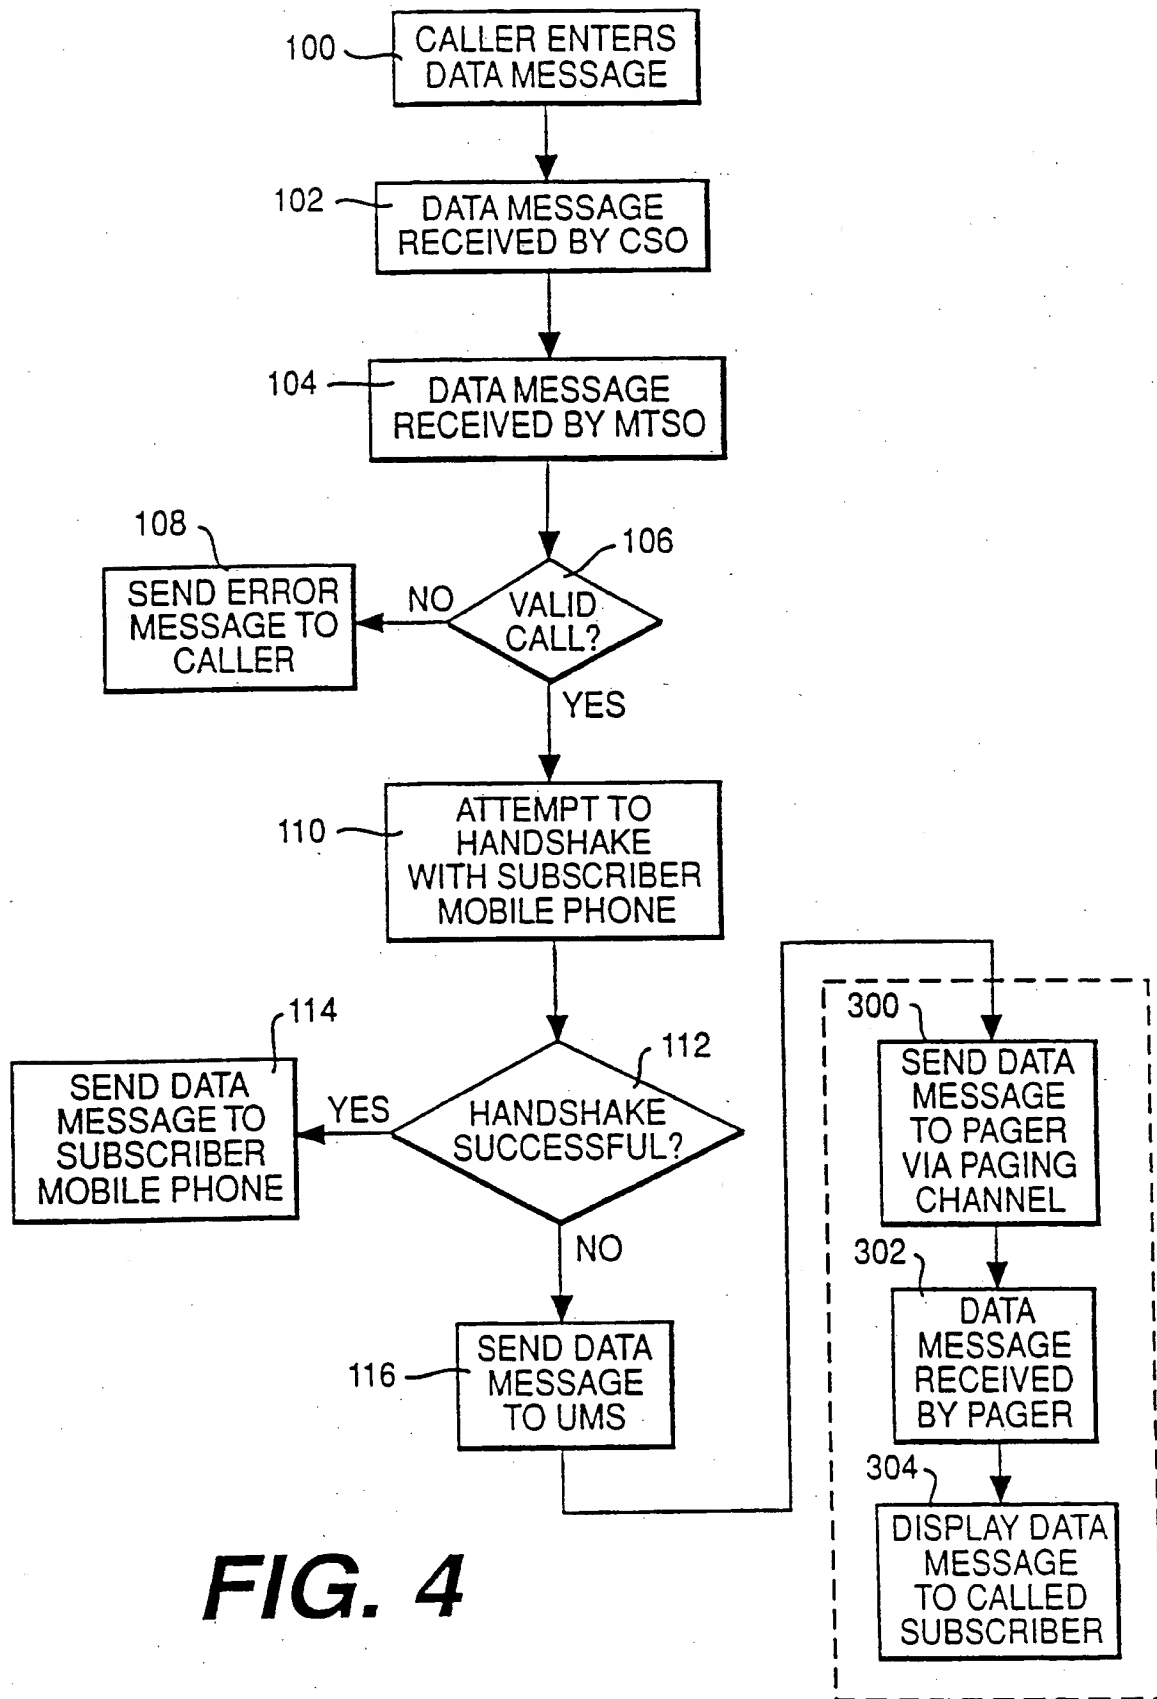 100
CALLER ENTERS
DATA MESSAGE
102
DATA MESSAGE
RECEIVED BY CSO
104
DATA MESSAGE
RECEIVED BY MTSO
106
VALID
CALL?
NO
108
SEND ERROR
MESSAGE TO
CALLER
YES
110
ATTEMPT TO
HANDSHAKE
WITH SUBSCRIBER
MOBILE PHONE
112
HANDSHAKE
SUCCESSFUL?
YES
114
SEND DATA
MESSAGE TO
SUBSCRIBER
MOBILE PHONE
NO
116
SEND DATA
MESSAGE
TO UMS
300
SEND DATA
MESSAGE
TO PAGER
VIA PAGING
CHANNEL
302
DATA
MESSAGE
RECEIVED
BY PAGER
304
DISPLAY DATA
MESSAGE
TO CALLED
SUBSCRIBER
FIG. 4